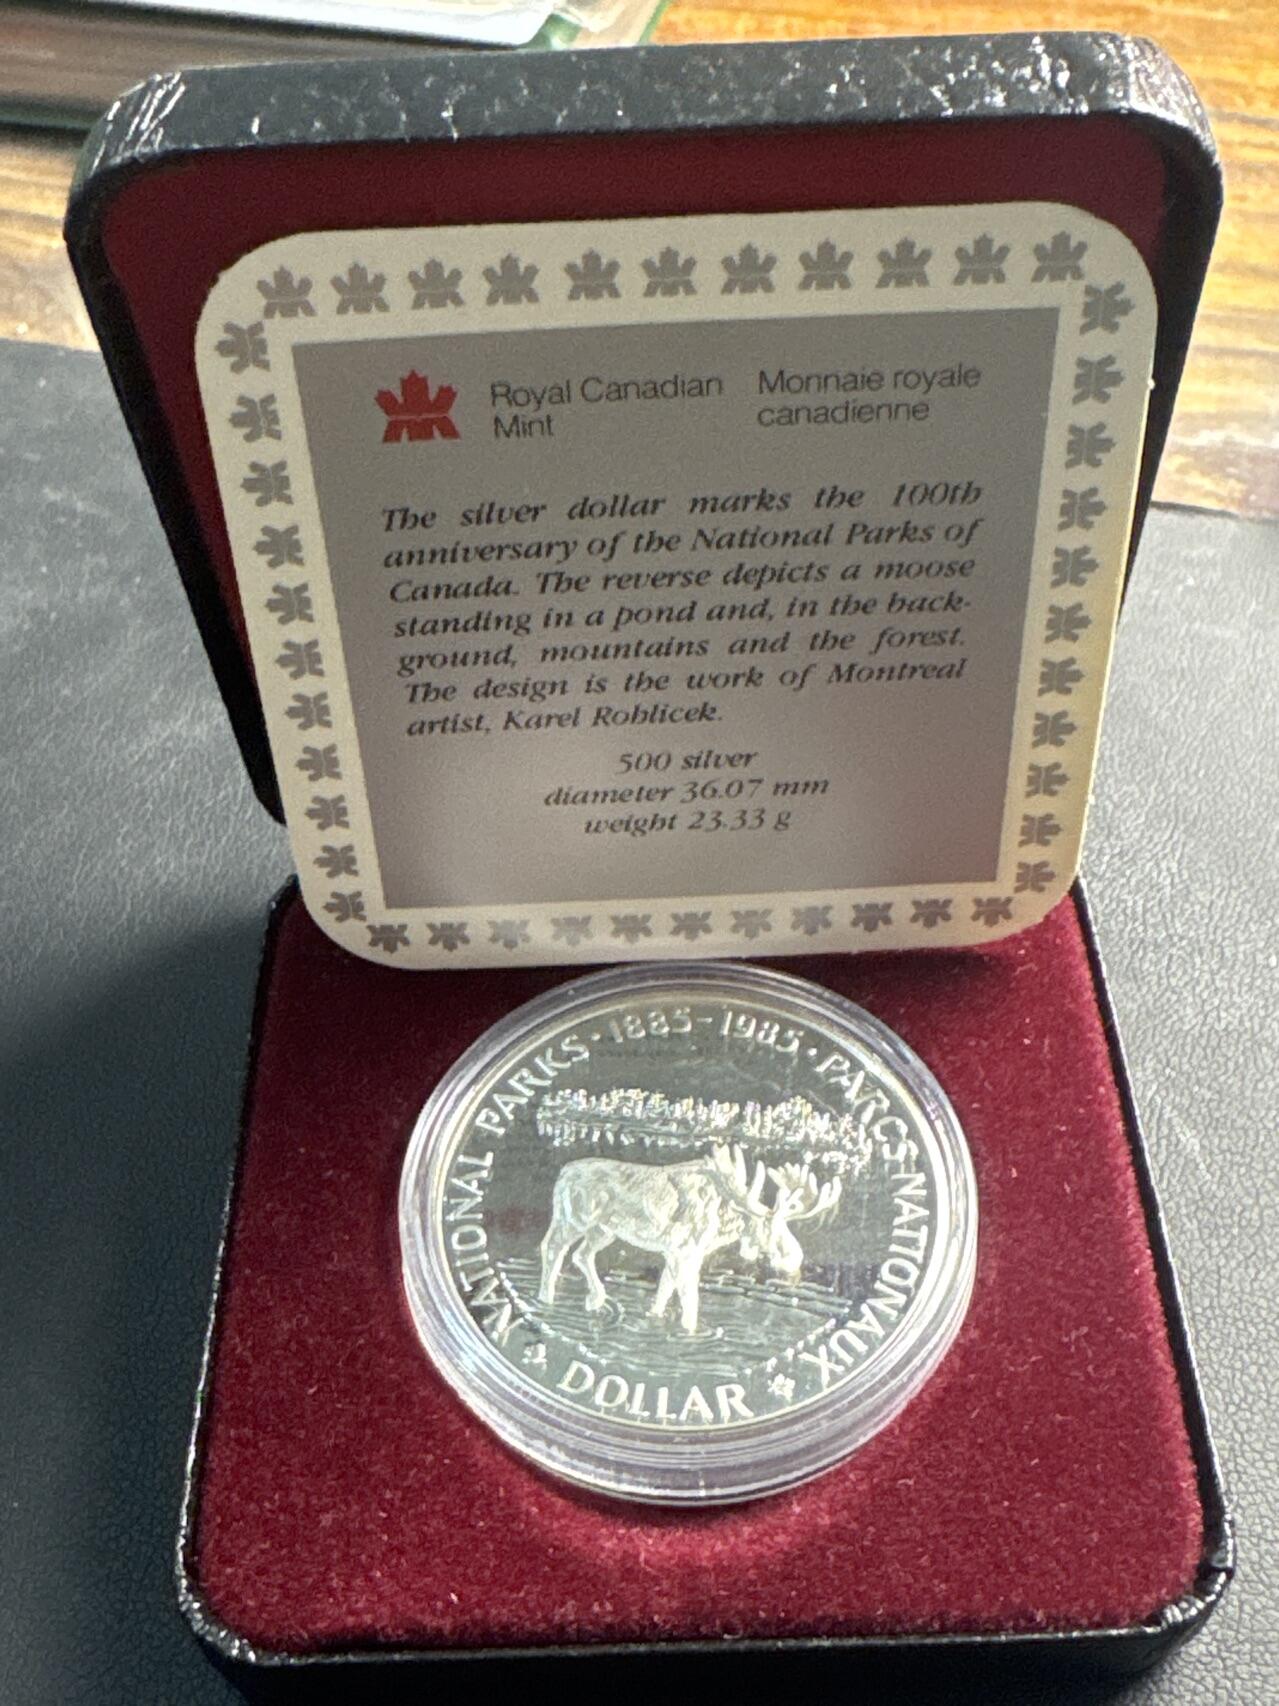 Royal Canadian Mint
Monnaie royale canadienne
The silver dollar marks the 100th
anniversary of the National Parks of
Canada. The reverse depicts a moose
standing in a pond and, in the back-
ground, mountains and the forest.
The design is the work of Montreal
artist, Karel Rohlicek.
500 silver
diameter 36.07 mm
weight 23.33 g
NATIONAL PARKS · 1885-1985 · PARCS NATIONAUX
DOLLAR